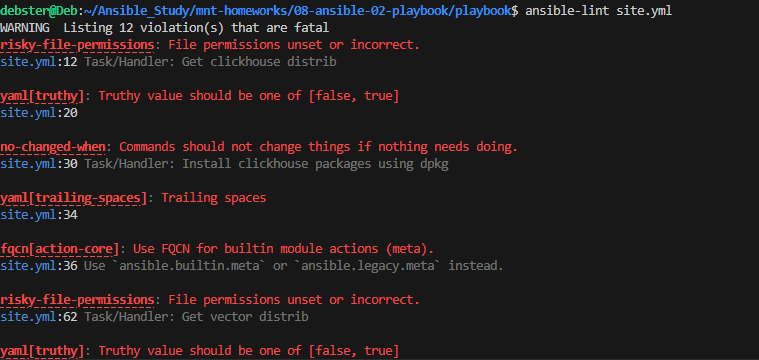 debster@Deb:~/Ansible_Study/mnt-homeworks/08-ansible-02-playbook/playbook$ ansible-lint site.yml
WARNING  Listing 12 violation(s) that are fatal
risky-file-permissions: File permissions unset or incorrect.
site.yml:12 Task/Handler: Get clickhouse distrib

yaml[truthy]: Truthy value should be one of [false, true]
site.yml:20

no-changed-when: Commands should not change things if nothing needs doing.
site.yml:30 Task/Handler: Install clickhouse packages using dpkg

yaml[trailing-spaces]: Trailing spaces
site.yml:34

fqcn[action-core]: Use FQCN for builtin module actions (meta).
site.yml:36 Use `ansible.builtin.meta` or `ansible.legacy.meta` instead.

risky-file-permissions: File permissions unset or incorrect.
site.yml:62 Task/Handler: Get vector distrib

yaml[truthy]: Truthy value should be one of [false, true]